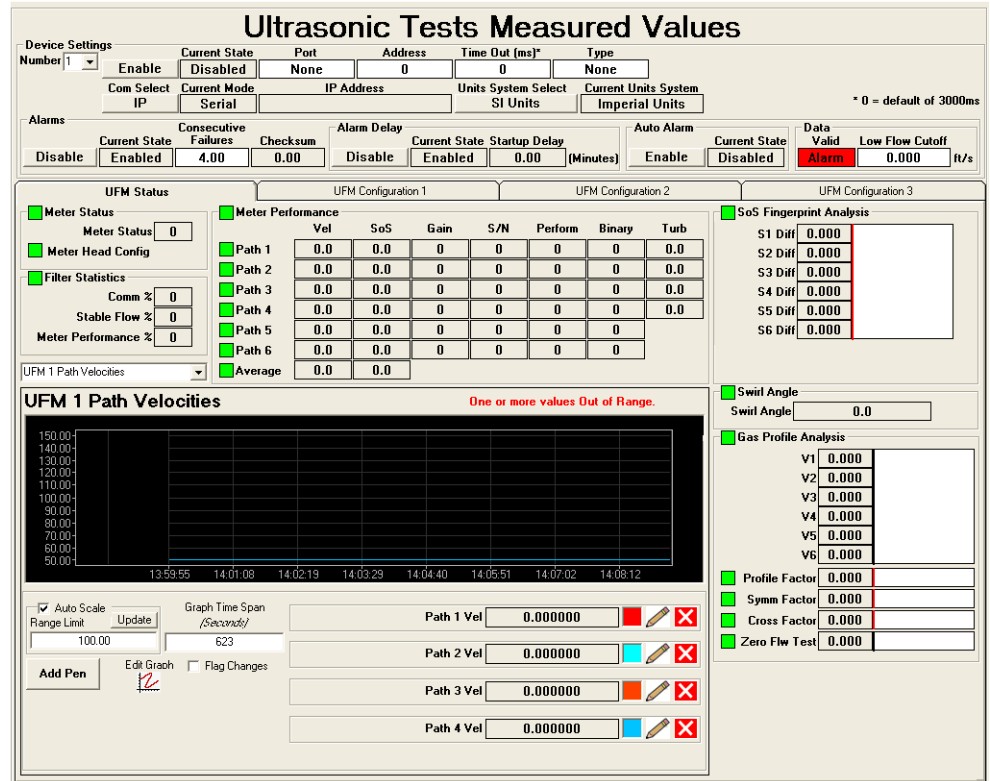 Ultrasonic Tests Measured Values
Device Settings
Number 1
Current State Port Address Time Out (ms)* Type
Enable Disabled None 0 0 None
Com Select Current Mode IP Address Units System Select Current Units System
IP Serial SI Units Imperial Units
* 0 = default of 3000ms
Alarms
Current State Consecutive Failures Checksum
Disable Enabled 4.00 0.00
Alarm Delay
Current State Startup Delay
Disable Enabled 0.00 (Minutes)
Auto Alarm
Current State
Enable Disabled
Data
Valid Low Flow Cutoff
Alarm 0.000 ft/s
UFM Status UFM Configuration 1 UFM Configuration 2 UFM Configuration 3
Meter Status
Meter Status 0
Meter Head Config
Filter Statistics
Comm % 0
Stable Flow % 0
Meter Performance % 0
UFM 1 Path Velocities
Meter Performance
Vel SoS Gain S/N Perform Binary Turb
Path 1 0.0 0.0 0 0 0 0 0.0
Path 2 0.0 0.0 0 0 0 0 0.0
Path 3 0.0 0.0 0 0 0 0 0.0
Path 4 0.0 0.0 0 0 0 0 0.0
Path 5 0.0 0.0 0 0 0 0
Path 6 0.0 0.0 0 0 0 0
Average 0.0 0.0
SoS Fingerprint Analysis
S1 Diff 0.000
S2 Diff 0.000
S3 Diff 0.000
S4 Diff 0.000
S5 Diff 0.000
S6 Diff 0.000
Swirl Angle
Swirl Angle 0.0
Gas Profile Analysis
V1 0.000
V2 0.000
V3 0.000
V4 0.000
V5 0.000
V6 0.000
Profile Factor 0.000
Symm Factor 0.000
Cross Factor 0.000
Zero Flw Test 0.000
UFM 1 Path Velocities
One or more values Out of Range.
150.00
140.00
130.00
120.00
110.00
100.00
90.00
80.00
70.00
60.00
50.00
13:59:55 14:01:08 14:02:19 14:03:29 14:04:40 14:05:51 14:07:02 14:08:12
Auto Scale
Range Limit Update
100.00
Graph Time Span
(Seconds)
623
Add Pen
Edit Graph
Flag Changes
Path 1 Vel 0.000000
Path 2 Vel 0.000000
Path 3 Vel 0.000000
Path 4 Vel 0.000000